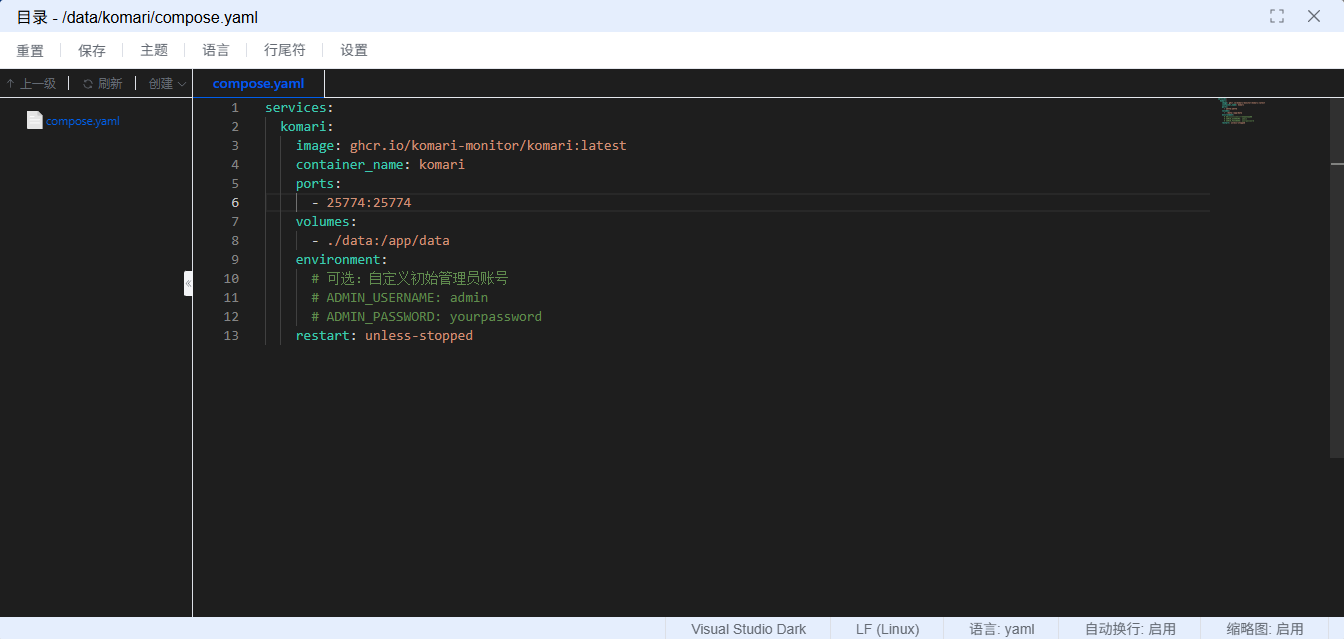 目录 - /data/komari/compose.yaml
重置 保存 主题 语言 行尾符 设置
上一级 刷新 创建 compose.yaml
compose.yaml
1 services:
2 komari:
3 image: ghcr.io/komari-monitor/komari:latest
4 container_name: komari
5 ports:
6 - 25774:25774
7 volumes:
8 - ./data:/app/data
9 environment:
10 # 可选：自定义初始管理员账号
11 # ADMIN_USERNAME: admin
12 # ADMIN_PASSWORD: yourpassword
13 restart: unless-stopped
Visual Studio Dark LF (Linux) 语言: yaml 自动换行: 启用 缩略图: 启用